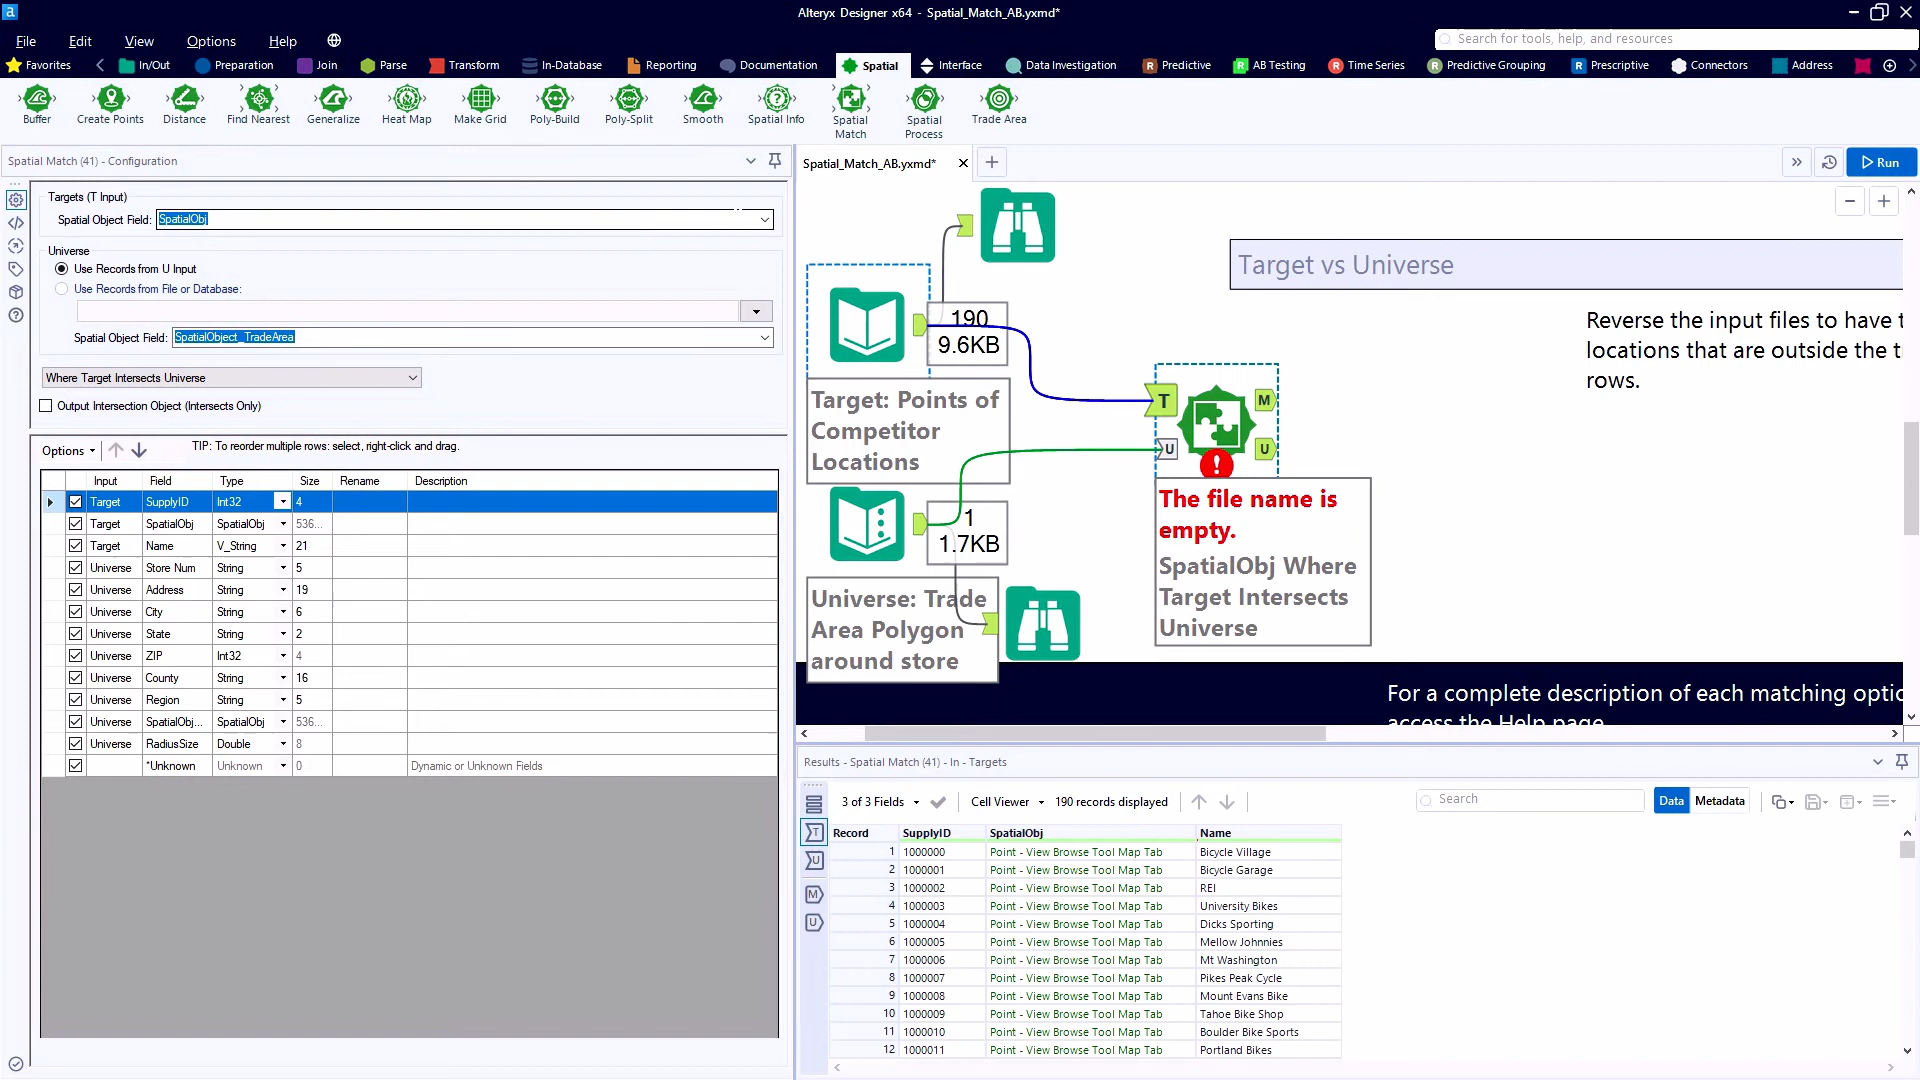 Alteryx Designer x64 - Spatial_Match_AB.yxmd*
File Edit View Options Help
Search for tools, help, and resources
Favorites In/Out Preparation Join Parse Transform In-Database Reporting Documentation Spatial Interface Data Investigation Predictive AB Testing Time Series Predictive Grouping Prescriptive Connectors Address
Buffer Create Points Distance Find Nearest Generalize Heat Map Make Grid Poly-Build Poly-Split Smooth Spatial Info Spatial Match Spatial Process Trade Area
Spatial Match (41) - Configuration
Targets (T Input)
Spatial Object Field: SpatialObj
Universe
Use Records from U Input
Use Records from File or Database:
Spatial Object Field: SpatialObject_TradeArea
Where Target Intersects Universe
Output Intersection Object (Intersects Only)
Options TIP: To reorder multiple rows: select, right-click and drag.
Input Field Type Size Rename Description
Target SupplyID Int32 4
Target SpatialObj SpatialObj 536...
Target Name V_String 21
Universe Store Num String 5
Universe Address String 19
Universe City String 6
Universe State String 2
Universe ZIP Int32 4
Universe County String 16
Universe Region String 5
Universe SpatialObj... SpatialObj 536...
Universe RadiusSize Double 8
*Unknown Unknown 0 Dynamic or Unknown Fields
Spatial_Match_AB.yxmd*
Run
Target vs Universe
190
9.6KB
Reverse the input files to have t
locations that are outside the t
rows.
Target: Points of
Competitor
Locations
T
M
U
U
1
1.7KB
The file name is
empty.
SpatialObj Where
Target Intersects
Universe
Universe: Trade
Area Polygon
around store
For a complete description of each matching optio
access the Help page
Results - Spatial Match (41) - In - Targets
3 of 3 Fields Cell Viewer 190 records displayed Search Data Metadata
T
U
M
U
Record SupplyID SpatialObj Name
1 1000000 Point - View Browse Tool Map Tab Bicycle Village
2 1000001 Point - View Browse Tool Map Tab Bicycle Garage
3 1000002 Point - View Browse Tool Map Tab REI
4 1000003 Point - View Browse Tool Map Tab University Bikes
5 1000004 Point - View Browse Tool Map Tab Dicks Sporting
6 1000005 Point - View Browse Tool Map Tab Mellow Johnnies
7 1000006 Point - View Browse Tool Map Tab Mt Washington
8 1000007 Point - View Browse Tool Map Tab Pikes Peak Cycle
9 1000008 Point - View Browse Tool Map Tab Mount Evans Bike
10 1000009 Point - View Browse Tool Map Tab Tahoe Bike Shop
11 1000010 Point - View Browse Tool Map Tab Boulder Bike Sports
12 1000011 Point - View Browse Tool Map Tab Portland Bikes